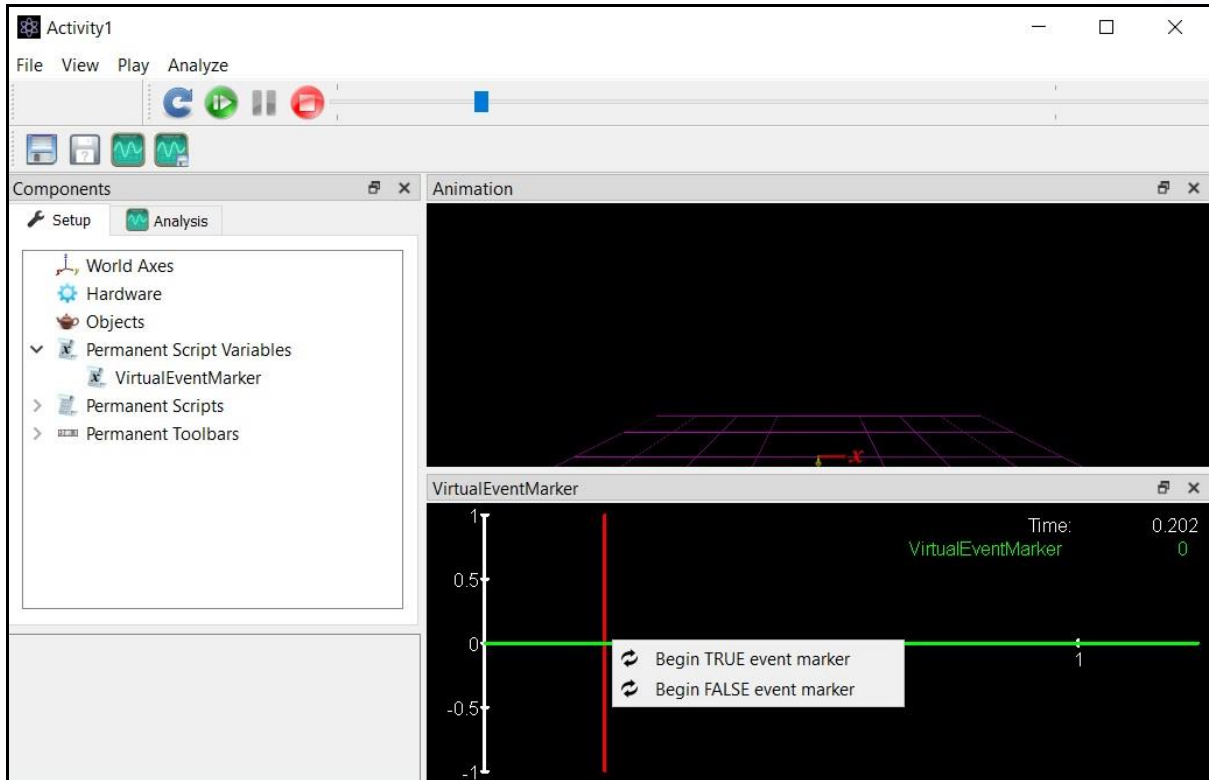 Activity1
File View Play Analyze
Components
Setup Analysis
World Axes
Hardware
Objects
Permanent Script Variables
VirtualEventMarker
Permanent Scripts
Permanent Toolbars
Animation
x
VirtualEventMarker
Time: 0.202
VirtualEventMarker 0
1
0.5
0
-0.5
-1
1
Begin TRUE event marker
Begin FALSE event marker